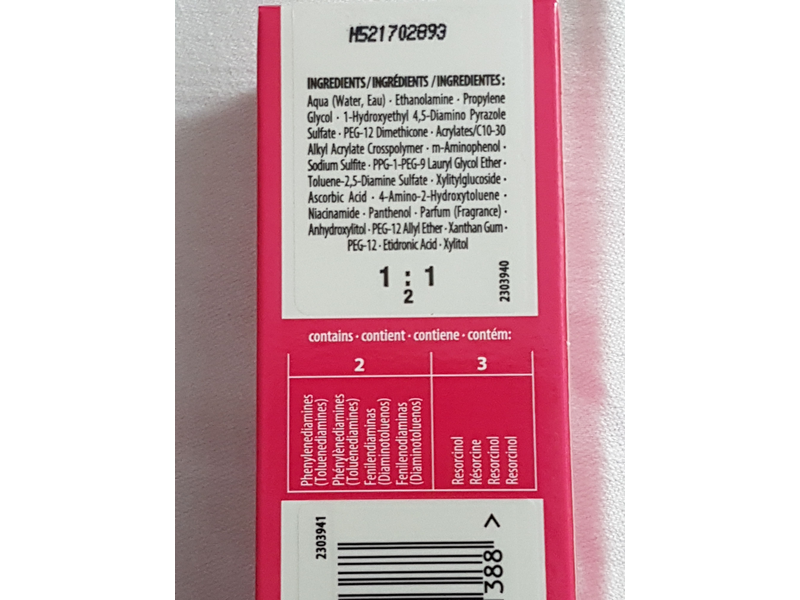 H521702893
INGREDIENTS/INGRÉDIENTS/INGREDIENTES:
Aqua (Water, Eau) · Ethanolamine · Propylene
Glycol · 1-Hydroxyethyl 4,5-Diamino Pyrazole
Sulfate · PEG-12 Dimethicone · Acrylates/C10-30
Alkyl Acrylate Crosspolymer · m-Aminophenol ·
Sodium Sulfite · PPG-1-PEG-9 Lauryl Glycol Ether ·
Toluene-2,5-Diamine Sulfate · Xylitylglucoside ·
Ascorbic Acid · 4-Amino-2-Hydroxytoluene ·
Niacinamide · Panthenol · Parfum (Fragrance) ·
Anhydroxylitol · PEG-12 Allyl Ether · Xanthan Gum ·
PEG-12 · Etidronic Acid · Xylitol
1 : 1
2
2303940
contains · contient · contiene · contém:
2
3
Phenylenediamines
(Toluenediamines)
Phénylènediamines
(Toluènediamines)
Fenilendiaminas
(Diaminotoluenos)
Fenilenodiaminas
(Diaminotoluenos)
Resorcinol
Résorcine
Resorcinol
Resorcinol
2303941
1388 >